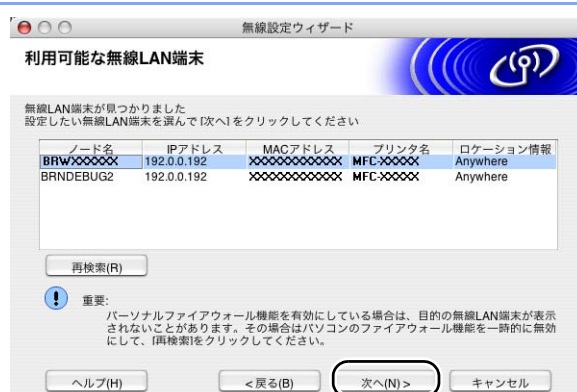 無線設定ウィザード
利用可能な無線LAN端末
無線LAN端末が見つかりました
設定したい無線LAN端末を選んで「次へ」をクリックしてください
ノード名 IPアドレス MACアドレス プリンタ名 ロケーション情報
BRWXXXXXX 192.0.0.192 XXXXXXXXXXXX MFC-XXXXX Anywhere
BRNDEBUG2 192.0.0.192 XXXXXXXXXXXX MFC-XXXXX Anywhere
再検索(R)
重要:
パーソナルファイアウォール機能を有効にしている場合は、目的の無線LAN端末が表示
されないことがあります。その場合はパソコンのファイアウォール機能を一時的に無効
にして、「再検索」をクリックしてください。
ヘルプ(H) <戻る(B) 次へ(N)> キャンセル